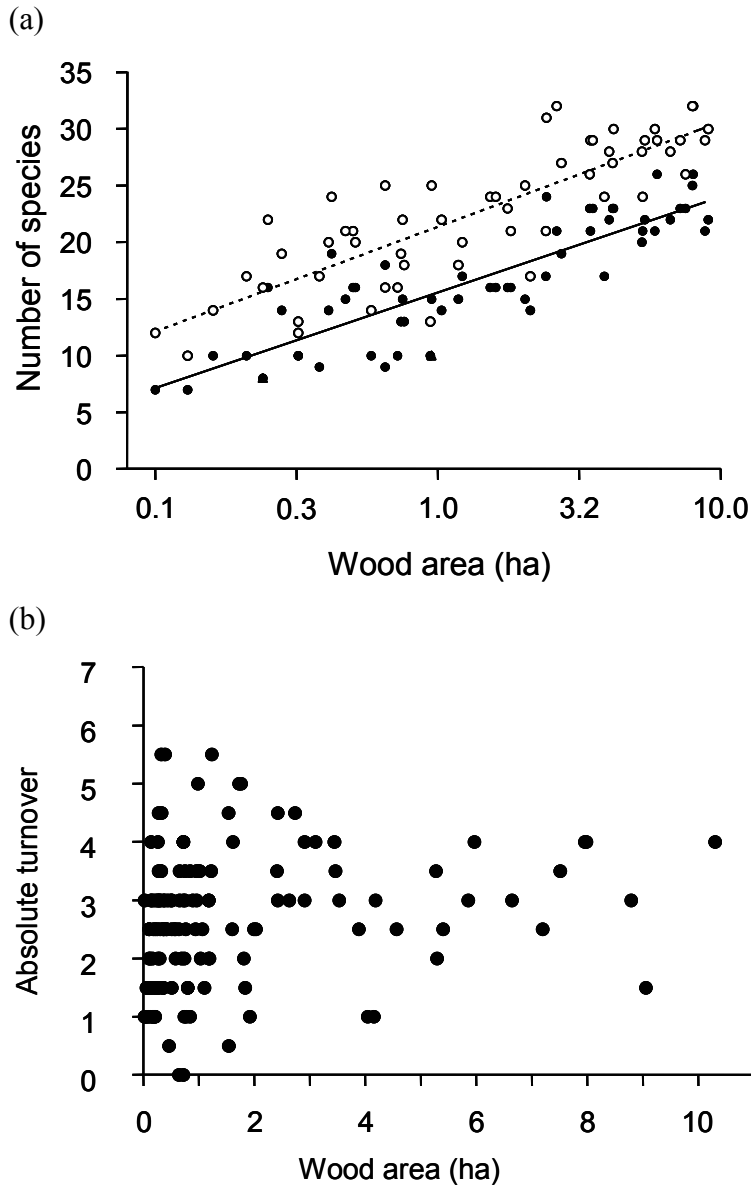 (a)
35
30
25
20
15
10
5
0
Number of species
0.1 0.3 1.0 3.2 10.0
Wood area (ha)
(b)
7
6
5
4
3
2
1
0
Absolute turnover
0 2 4 6 8 10
Wood area (ha)